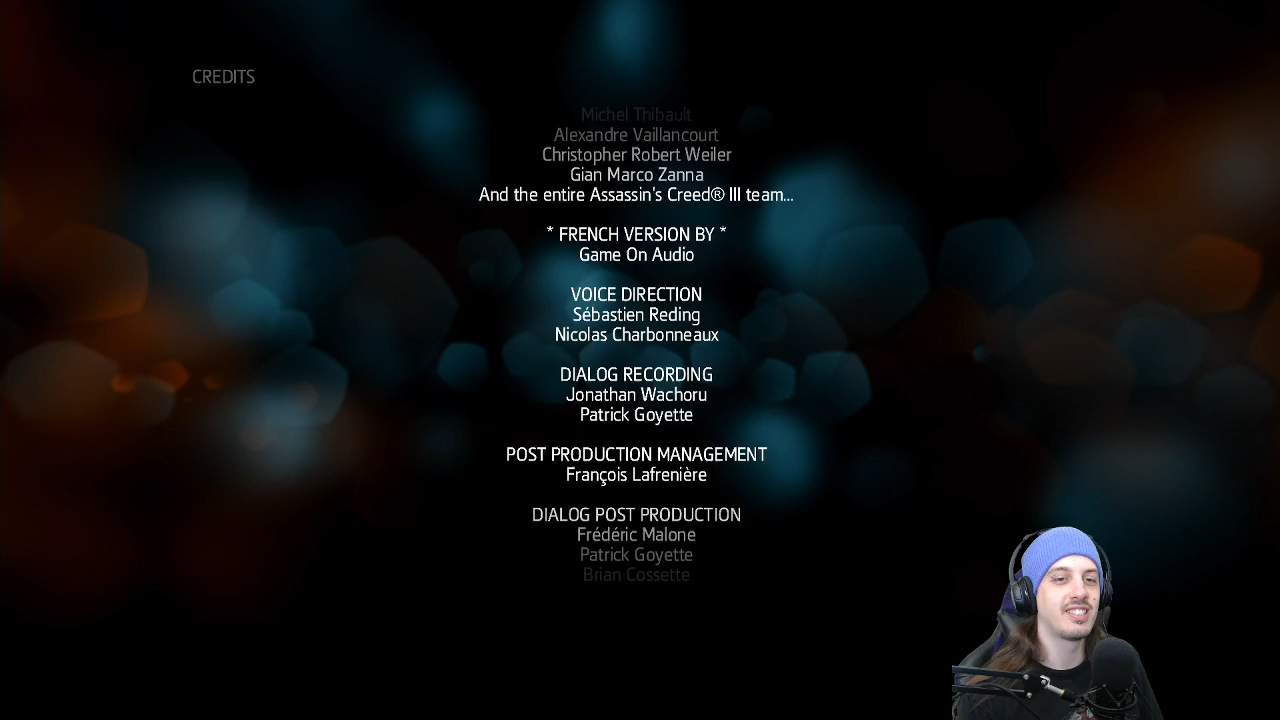 CREDITS
Michel Thibault
Alexandre Vaillancourt
Christopher Robert Weiler
Gian Marco Zanna
And the entire Assassin's Creed® III team...
* FRENCH VERSION BY *
Game On Audio
VOICE DIRECTION
Sébastien Reding
Nicolas Charbonneaux
DIALOG RECORDING
Jonathan Wachoru
Patrick Goyette
POST PRODUCTION MANAGEMENT
François Lafrenière
DIALOG POST PRODUCTION
Frédéric Malone
Patrick Goyette
Brian Cossette